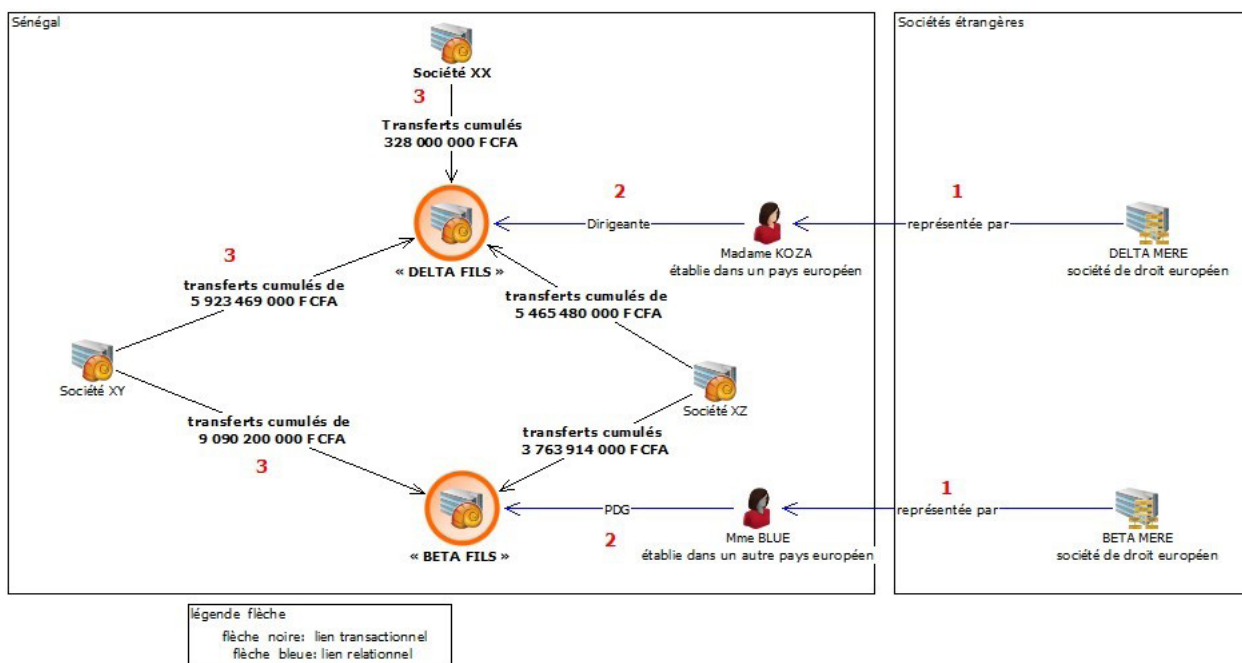 Sénégal
Sociétés étrangères
Société XX
3
Transferts cumulés
328 000 000 F CFA
2
1
Dirigeante
représentée par
Madame KOZA
établie dans un pays européen
DELTA MERE
société de droit européen
« DELTA FILS »
3
transferts cumulés de
5 923 469 000 F CFA
transferts cumulés de
5 465 480 000 F CFA
Société XY
Société XZ
transferts cumulés de
9 090 200 000 F CFA
3
transferts cumulés
3 763 914 000 F CFA
1
PDG
représentée par
2
« BETA FILS »
Mme BLUE
établie dans un autre pays européen
BETA MERE
société de droit européen
légende flèche
flèche noire: lien transactionnel
flèche bleue: lien relationnel